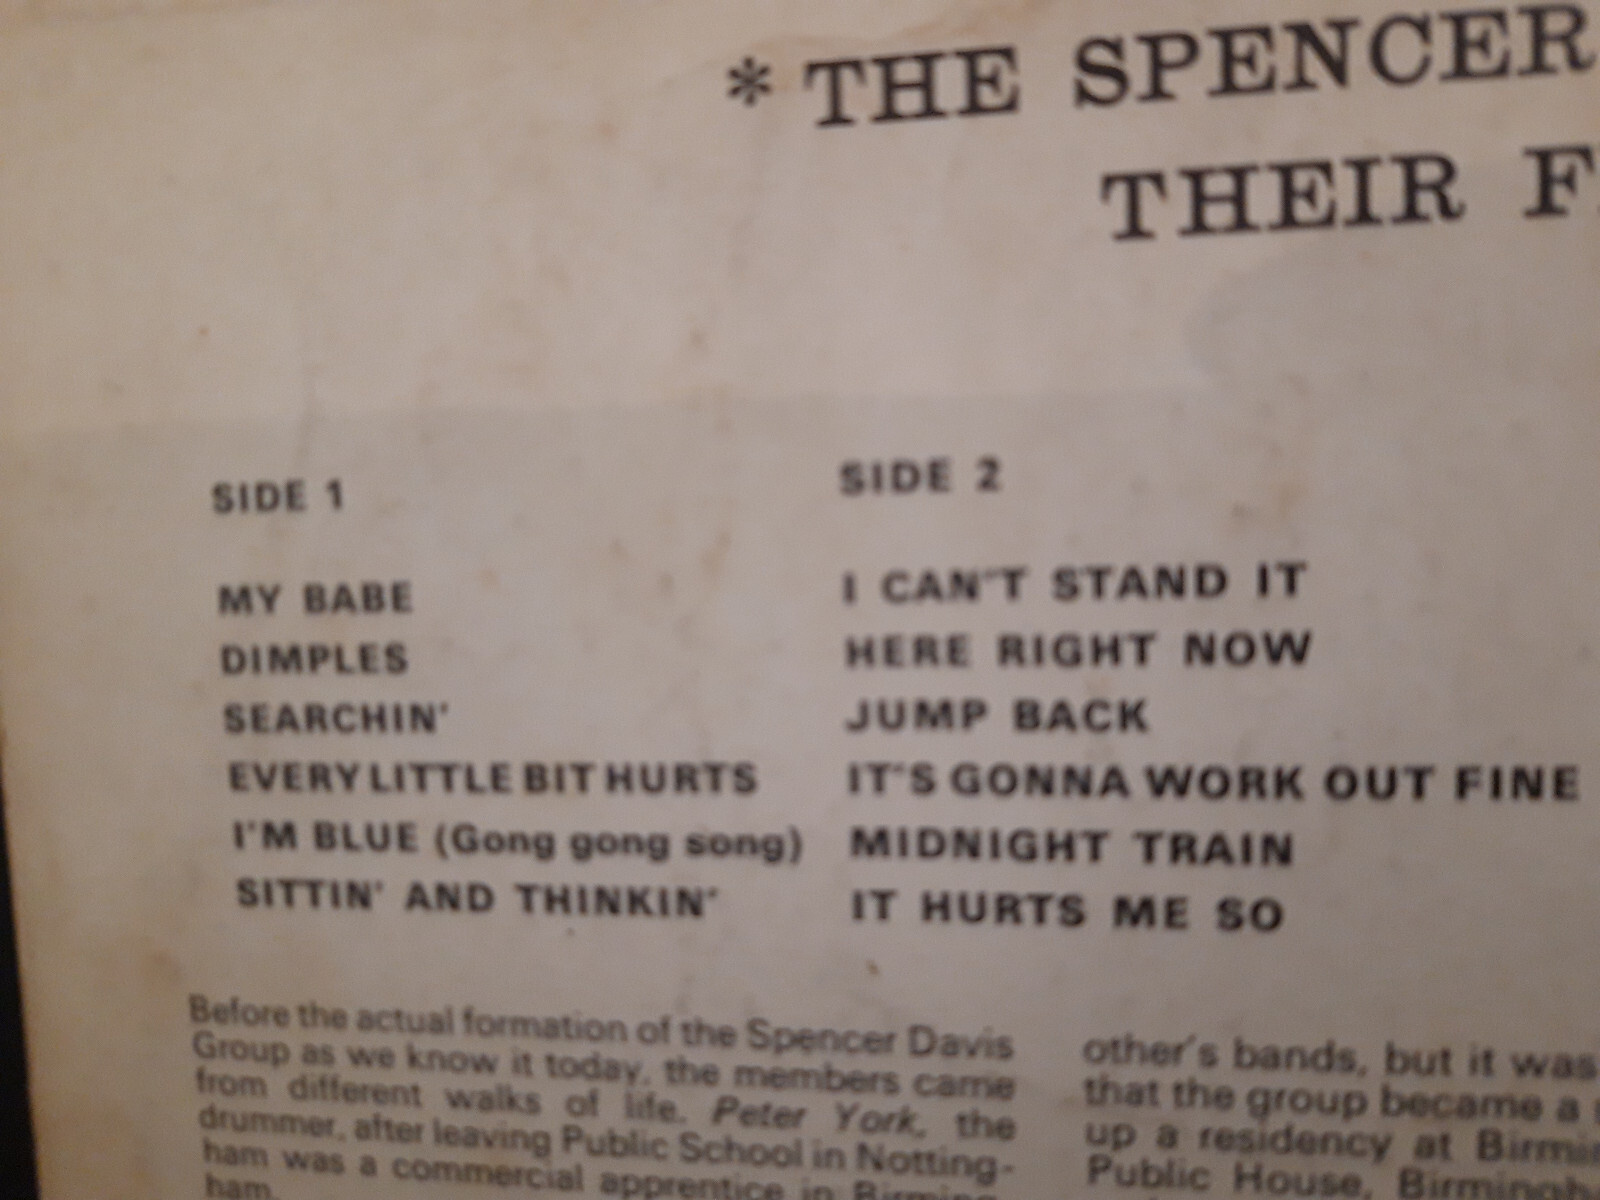 * THE SPENCER
THEIR
SIDE 1
MY BABE
DIMPLES
SEARCHIN'
EVERY LITTLE BIT HURTS
I'M BLUE (Gong gong song)
SITTIN' AND THINKIN'
SIDE 2
I CAN'T STAND IT
HERE RIGHT NOW
JUMP BACK
IT'S GONNA WORK OUT FINE
MIDNIGHT TRAIN
IT HURTS ME SO
Before the actual formation of the Spencer Davis
Group as we know it today, the members came
from different walks of life. Peter York, the
drummer, after leaving Public School in Notting-
ham was a commercial apprentice in Birming-
ham.
other's bands, but it was
that the group became a
up a residency at
Public House,